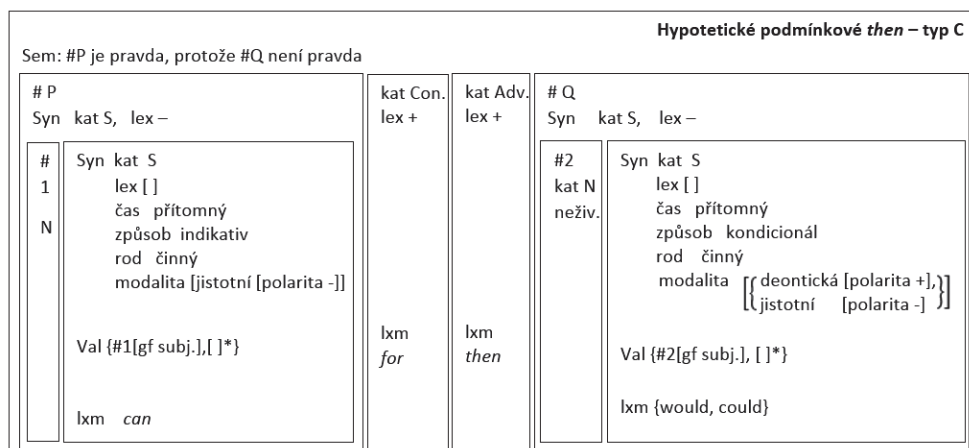 Hypotetické podmínkové then – typ C
Sem: #P je pravda, protože #Q není pravda
# P
Syn kat S, lex –
#
1
N
Syn kat S
lex [ ]
čas přítomný
způsob indikativ
rod činný
modalita [jistotní [polarita -]]
Val {#1[gf subj.],[ ]*}
lxm can
kat Con.
lex +
lxm
for
kat Adv.
lex +
lxm
then
# Q
Syn kat S, lex –
#2
kat N
neživ.
Syn kat S
lex [ ]
čas přítomný
způsob kondicionál
rod činný
modalita [[{deontická [polarita +],}]]
jistotní [polarita -]
Val {#2[gf subj.], [ ]*}
lxm {would, could}